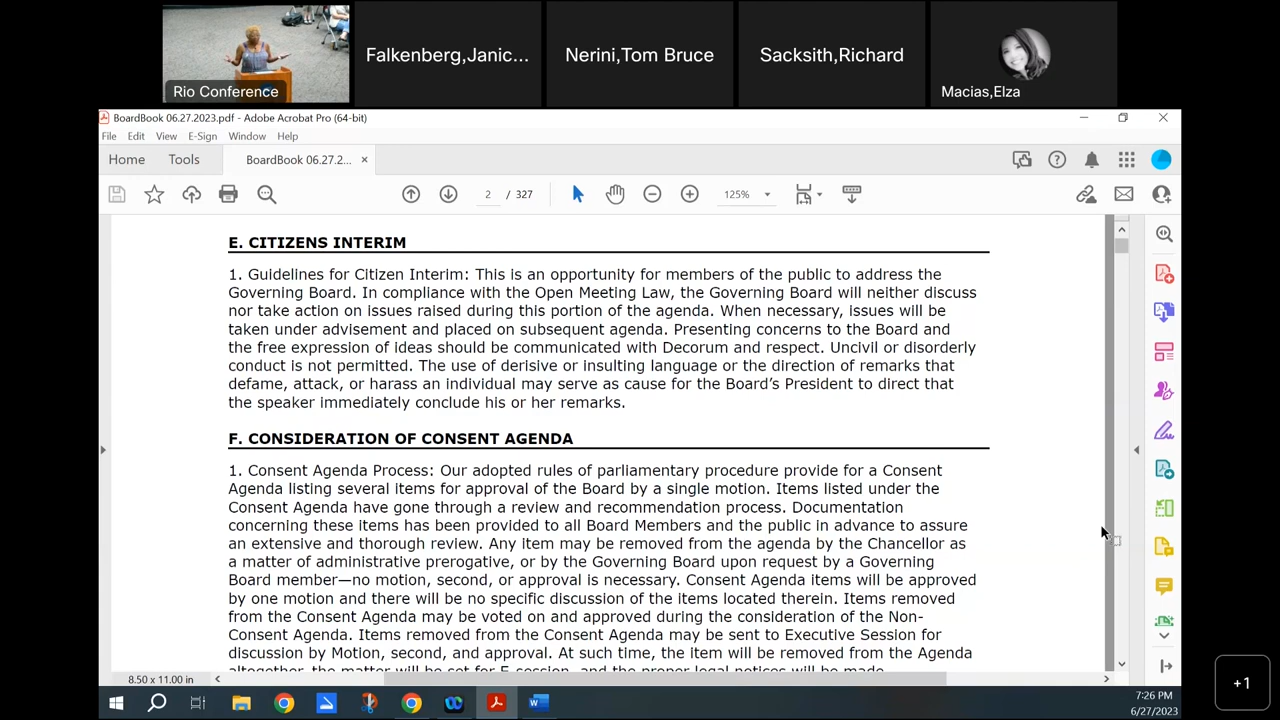 Rio Conference
Falkenberg,Janic...
Nerini,Tom Bruce
Sacksith,Richard
Macias,Elza
BoardBook 06.27.2023.pdf - Adobe Acrobat Pro (64-bit)
File Edit View E-Sign Window Help
Home Tools BoardBook 06.27.2... ×
2 / 327 125%
E. CITIZENS INTERIM
1. Guidelines for Citizen Interim: This is an opportunity for members of the public to address the
Governing Board. In compliance with the Open Meeting Law, the Governing Board will neither discuss
nor take action on issues raised during this portion of the agenda. When necessary, issues will be
taken under advisement and placed on subsequent agenda. Presenting concerns to the Board and
the free expression of ideas should be communicated with Decorum and respect. Uncivil or disorderly
conduct is not permitted. The use of derisive or insulting language or the direction of remarks that
defame, attack, or harass an individual may serve as cause for the Board's President to direct that
the speaker immediately conclude his or her remarks.
F. CONSIDERATION OF CONSENT AGENDA
1. Consent Agenda Process: Our adopted rules of parliamentary procedure provide for a Consent
Agenda listing several items for approval of the Board by a single motion. Items listed under the
Consent Agenda have gone through a review and recommendation process. Documentation
concerning these items has been provided to all Board Members and the public in advance to assure
an extensive and thorough review. Any item may be removed from the agenda by the Chancellor as
a matter of administrative prerogative, or by the Governing Board upon request by a Governing
Board member—no motion, second, or approval is necessary. Consent Agenda items will be approved
by one motion and there will be no specific discussion of the items located therein. Items removed
from the Consent Agenda may be voted on and approved during the consideration of the Non-
Consent Agenda. Items removed from the Consent Agenda may be sent to Executive Session for
discussion by Motion, second, and approval. At such time, the item will be removed from the Agenda
altogether, the matter will be set for E-session, and the proper legal notices will be made.
8.50 x 11.00 in
7:26 PM
6/27/2023
+1